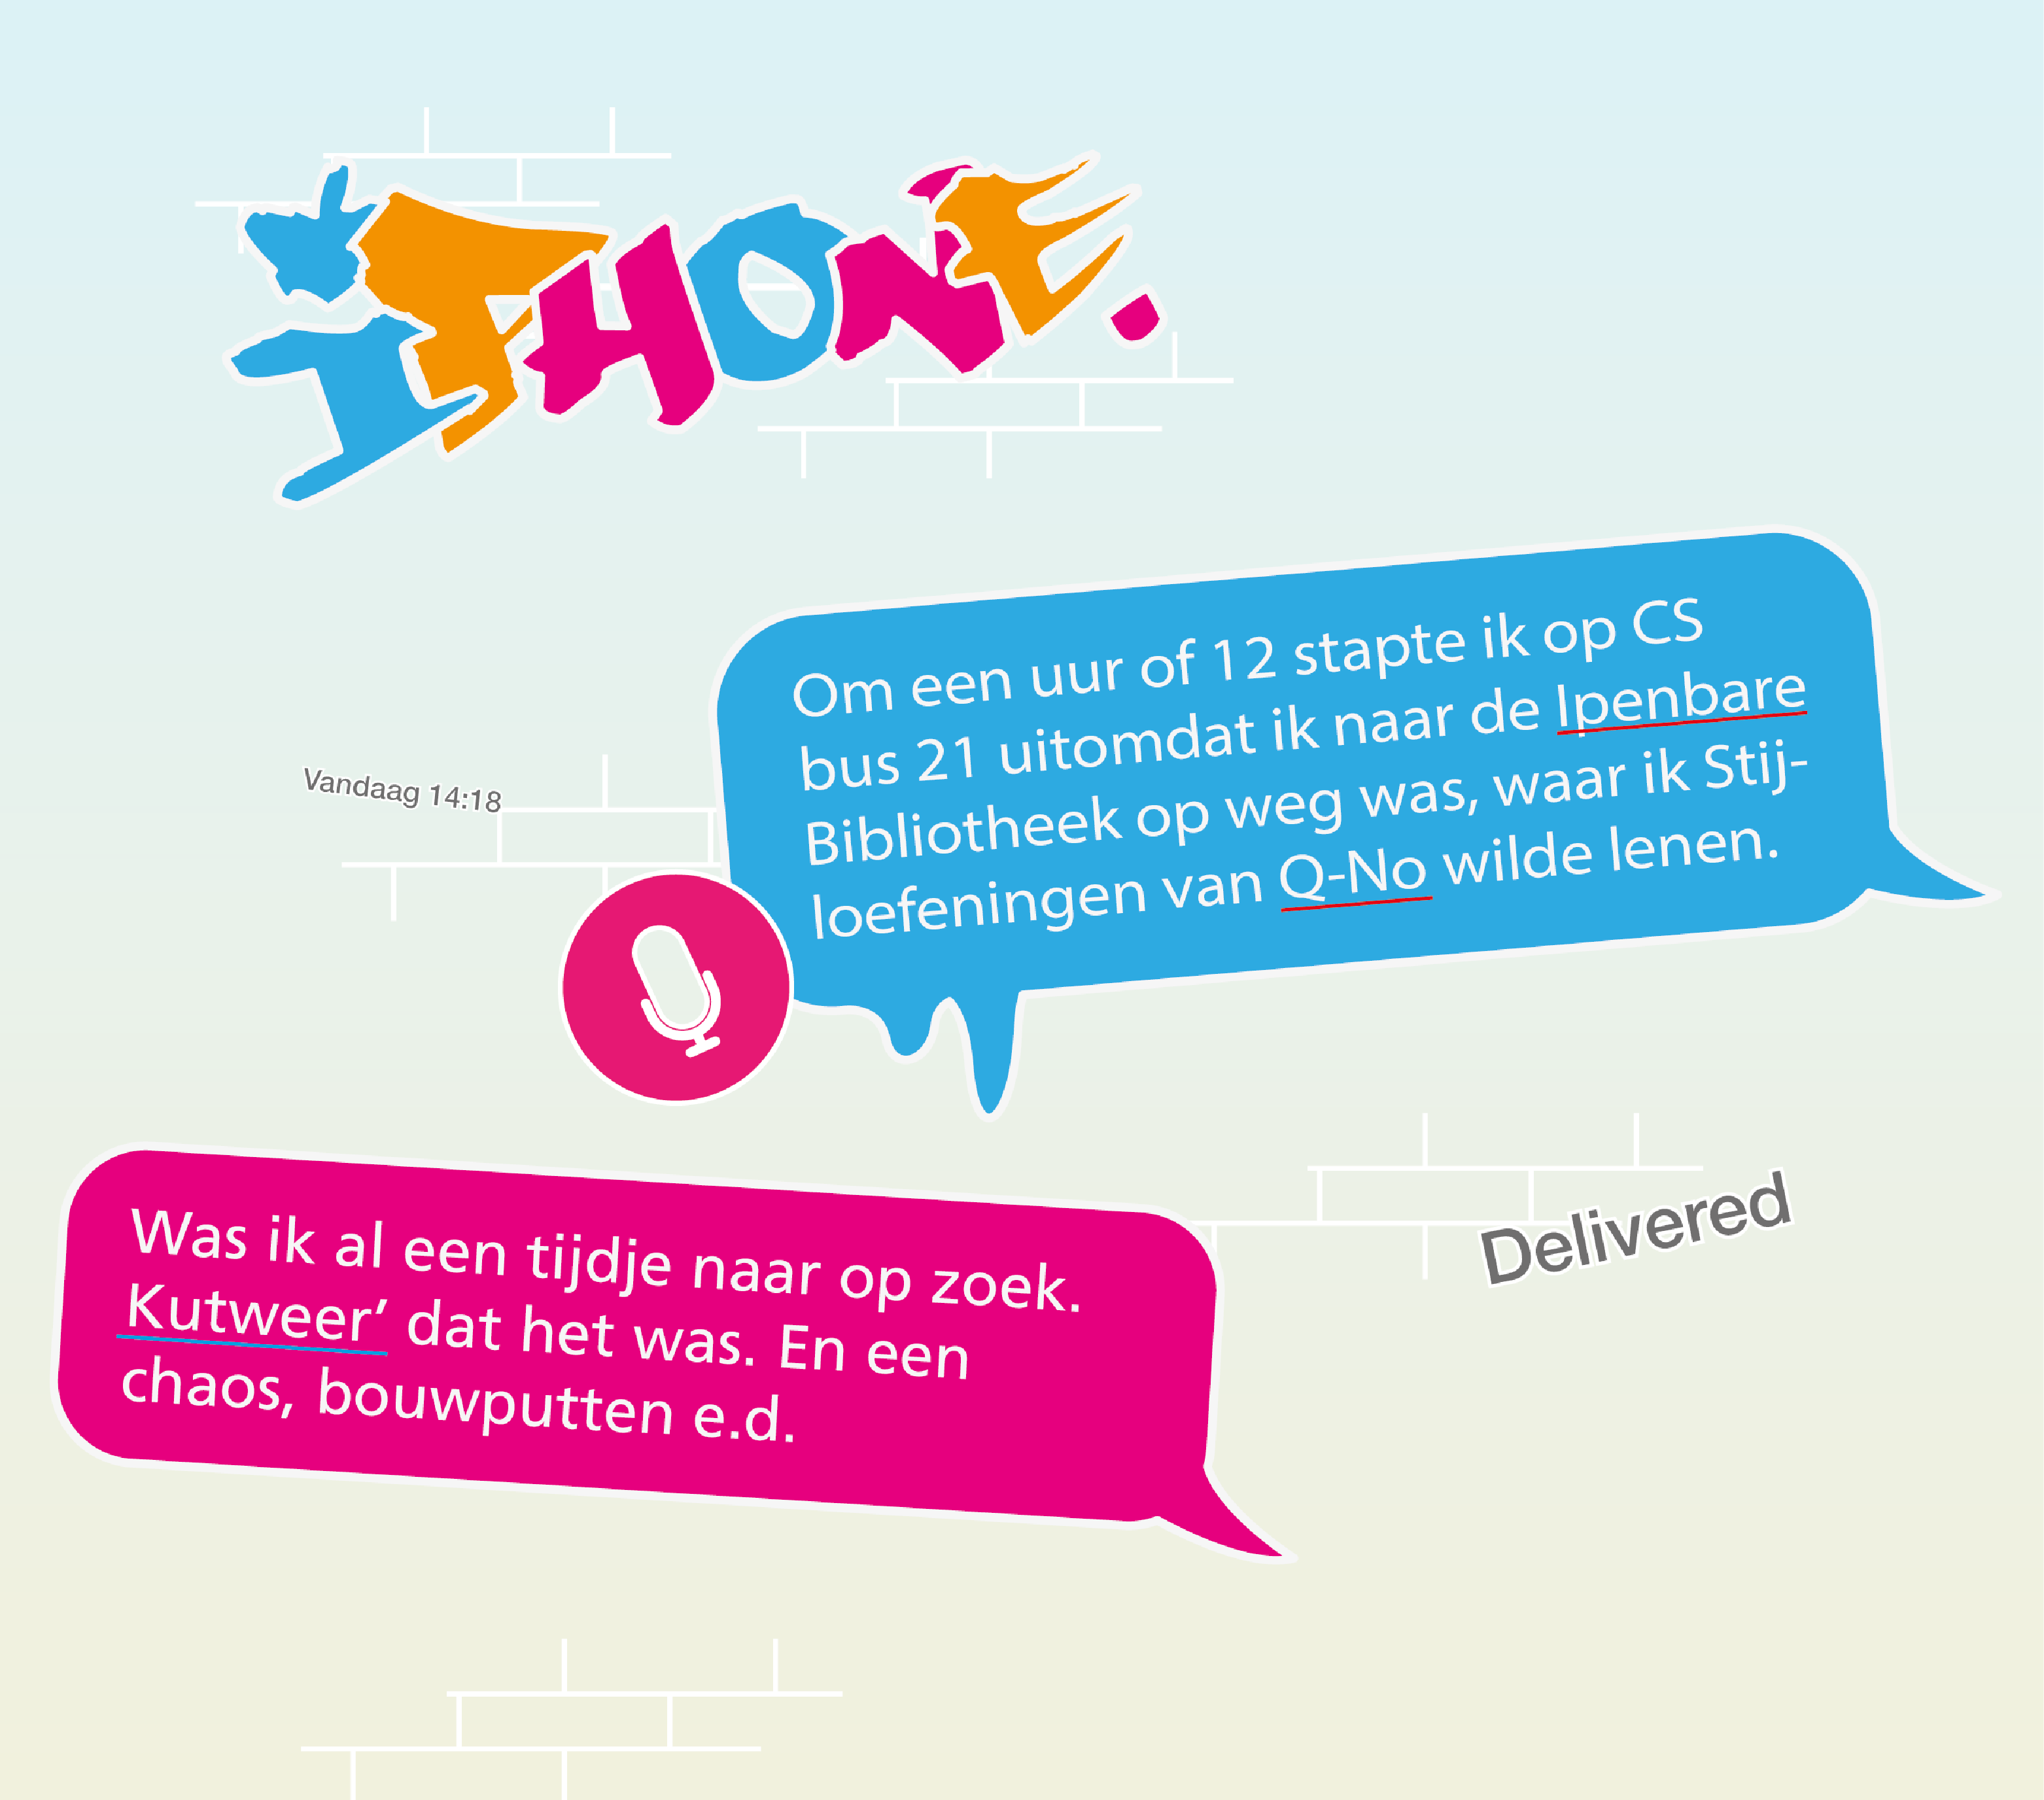 iPHONE.
Om een uur of 12 stapte ik op CS
bus 21 uitomdat ik naar de Ipenbare
Bibliotheek op weg was, waar ik Stij-
loefeningen van Q-No wilde lenen.
Vandaag 14:18
Delivered
Was ik al een tijdje naar op zoek.
Kutweer’ dat het was. En een
chaos, bouwputten e.d.